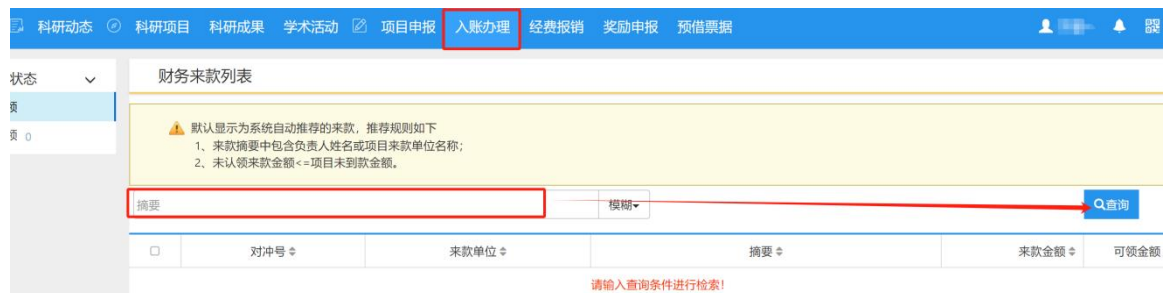 科研动态 科研项目 科研成果 学术活动 项目申报 入账办理 经费报销 奖励申报 预借票据
状态
财务来款列表
额
额 0
默认显示为系统自动推荐的来款，推荐规则如下
1、来款摘要中包含负责人姓名或项目来款单位名称；
2、未认领来款金额<=项目未到款金额。
摘要 模糊 查询
对冲号 来款单位 摘要 来款金额 可领金额
请输入查询条件进行检索!